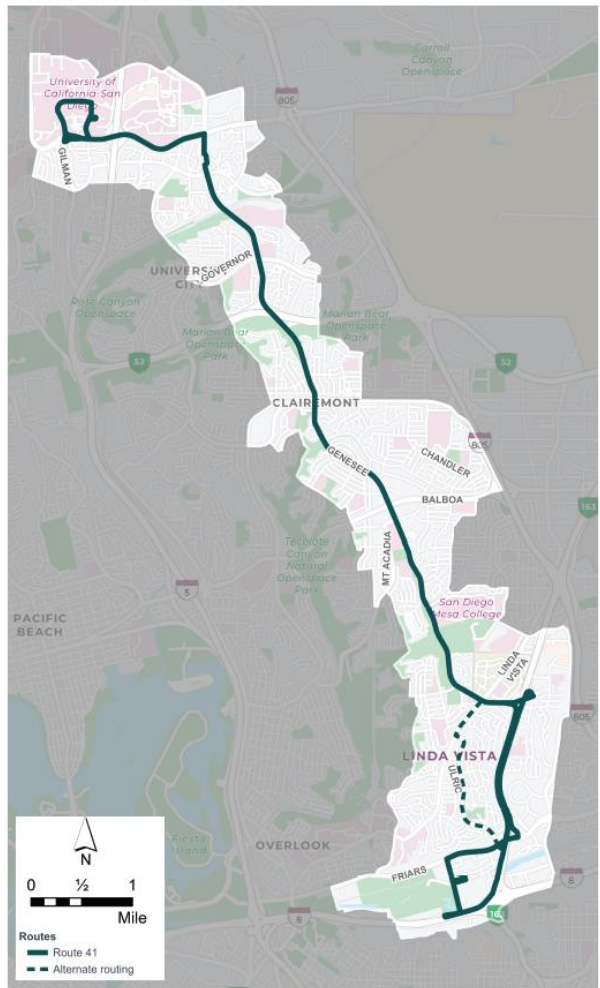 Carroll
Canyon
Openspace
University of
California-San
Diego
805
GILMAN
GOVERNOR
UNIVERSITY
CITY
Rose Canyon
Openspace
Marian Bear
Openspace
Park
Marian Bear
Openspace
Park
52
52
CLAIREMONT
805
GENESEE
CHANDLER
BALBOA
163
MT ACADIA
Tecolote
Canyon
Natural
Openspace
Park
5
San Diego
Mesa College
PACIFIC
BEACH
LINDA
VISTA
805
LINDA VISTA
ULRIC
Fiesta
Island
OVERLOOK
FRIARS
8
8
N
0 ½ 1
Mile
Routes
Route 41
Alternate routing